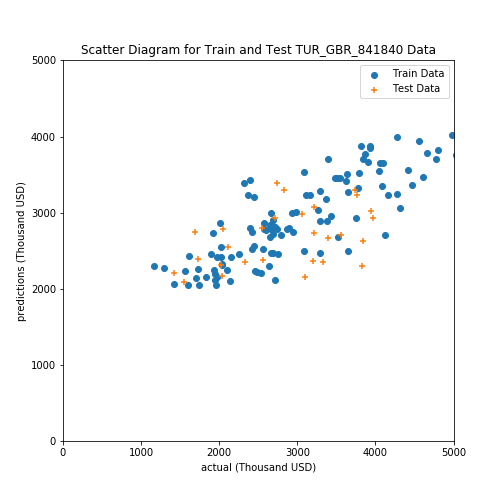 Scatter Diagram for Train and Test TUR_GBR_841840 Data
Train Data
Test Data
predictions (Thousand USD)
5000
4000
3000
2000
1000
0
0 1000 2000 3000 4000 5000
actual (Thousand USD)